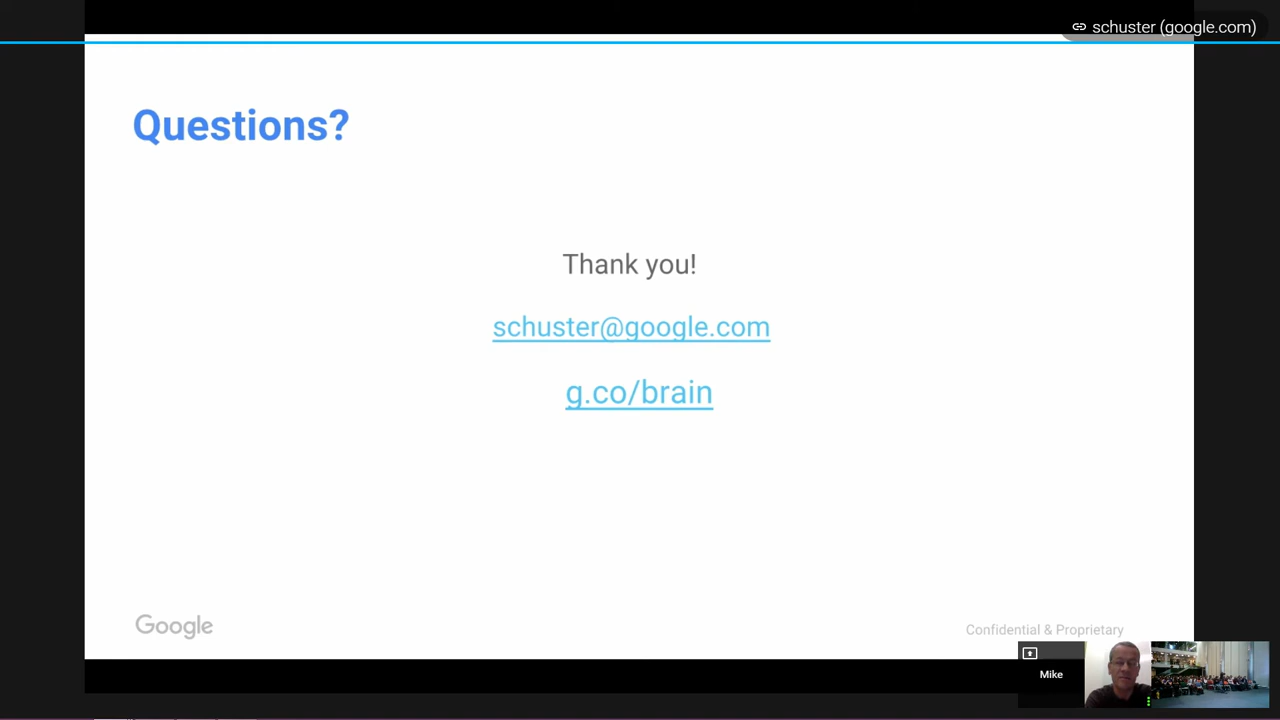 schuster (google.com)
Questions?
Thank you!
schuster@google.com
g.co/brain
Google
Confidential & Proprietary
Mike